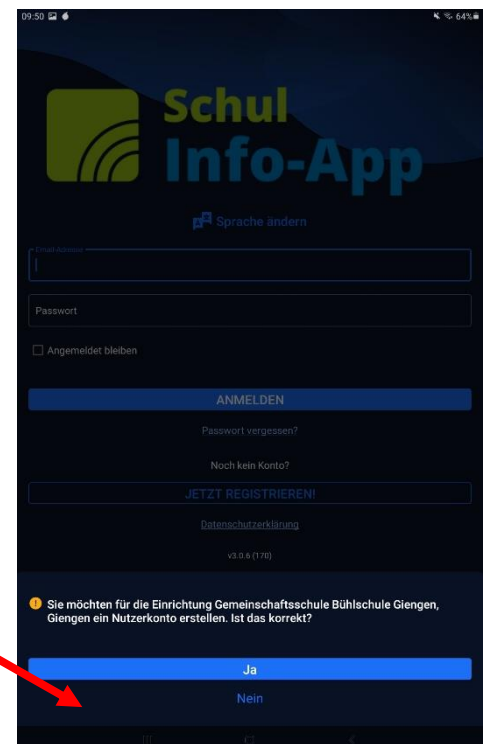 09:50
64%
Schul
Info-App
Sprache ändern
Email-Adresse
Passwort
Angemeldet bleiben
ANMELDEN
Passwort vergessen?
Noch kein Konto?
JETZT REGISTRIEREN!
Datenschutzerklärung
v3.0.6 (170)
Sie möchten für die Einrichtung Gemeinschaftsschule Bühlschule Giengen,
Giengen ein Nutzerkonto erstellen. Ist das korrekt?
Ja
Nein